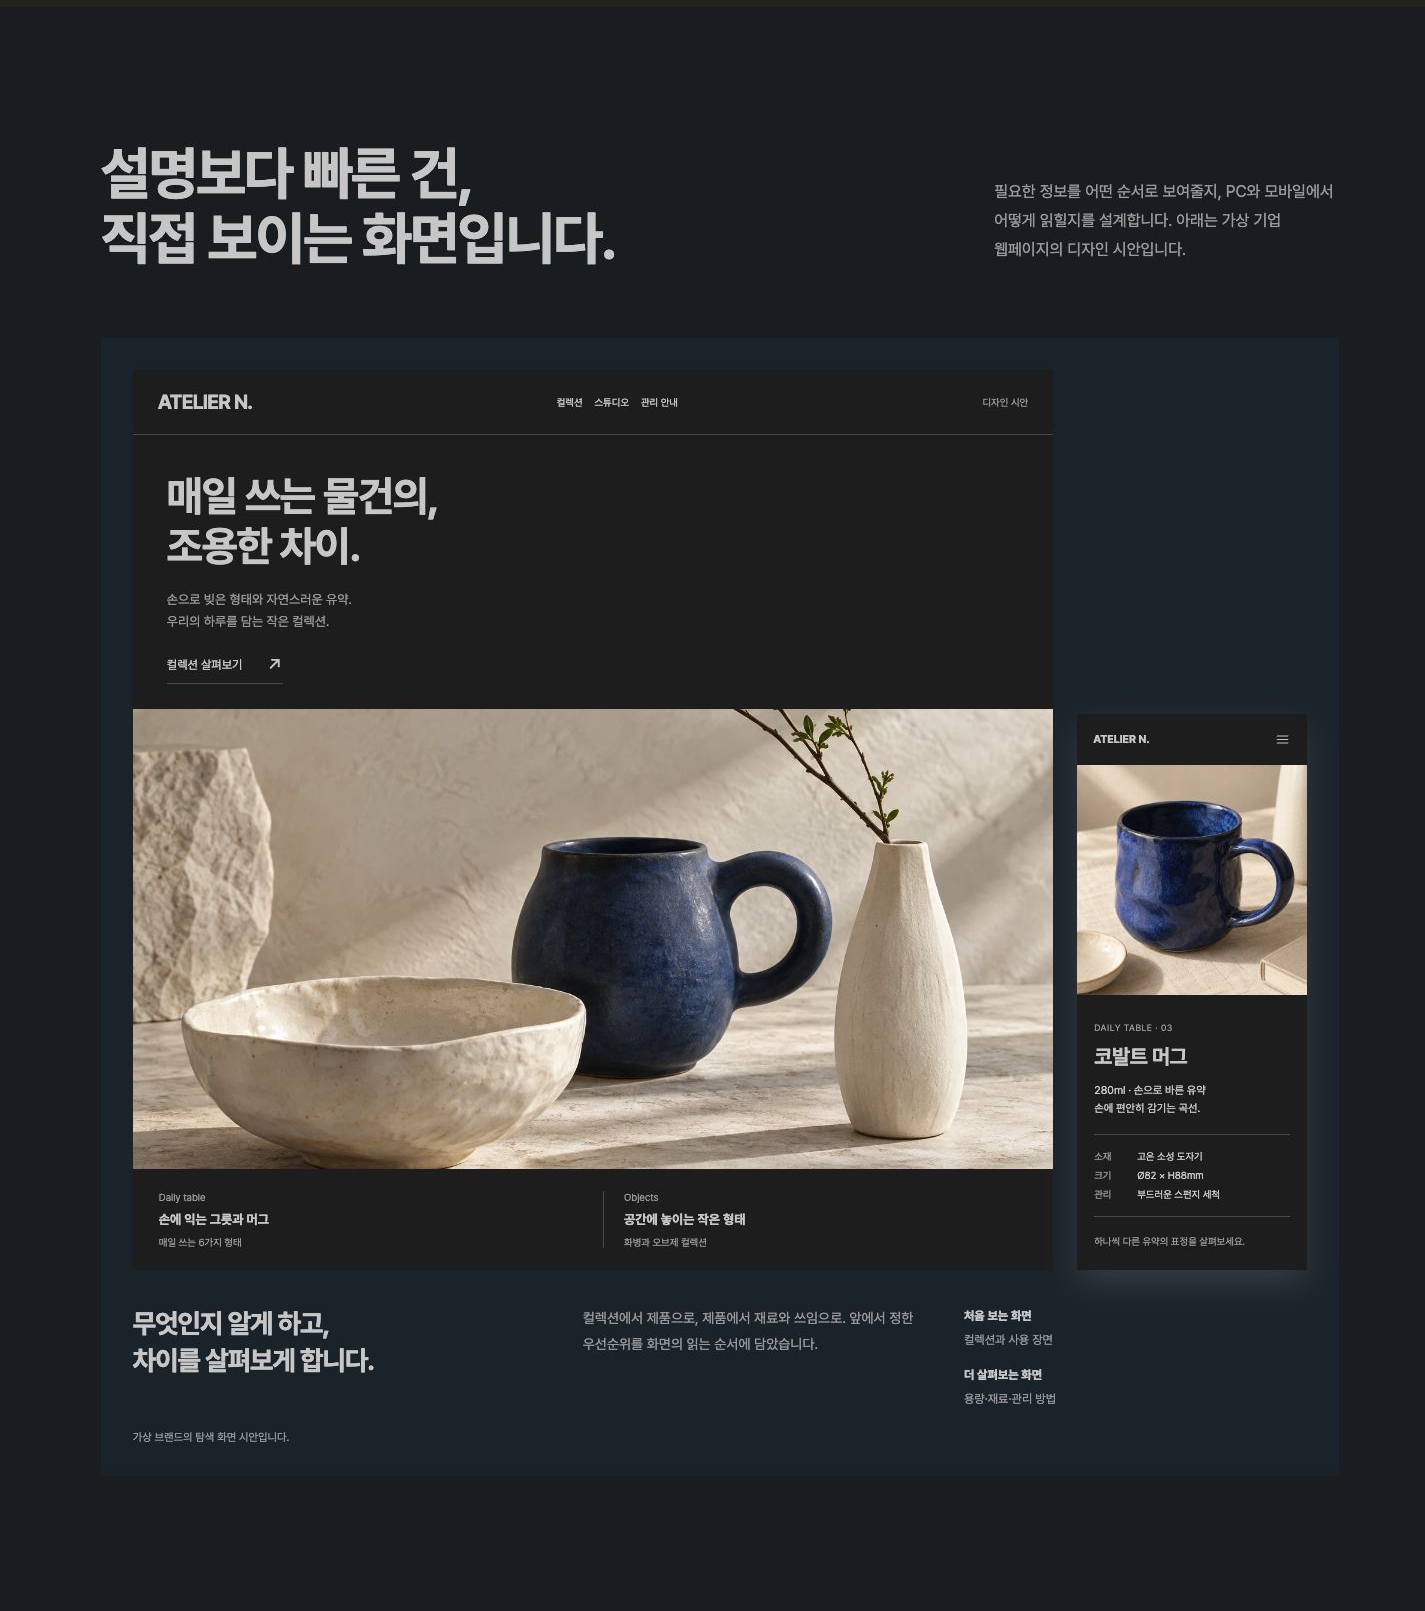 설명보다 빠른 건,
직접 보이는 화면입니다.
필요한 정보를 어떤 순서로 보여줄지, PC와 모바일에서
어떻게 읽힐지를 설계합니다. 아래는 가상 기업
웹페이지의 디자인 시안입니다.
ATELIER N.
컬렉션 스튜디오 관리 안내
디자인 시안
매일 쓰는 물건의,
조용한 차이.
손으로 빚은 형태와 자연스러운 유약.
우리의 하루를 담는 작은 컬렉션.
컬렉션 살펴보기
Daily table
손에 익는 그릇과 머그
매일 쓰는 6가지 형태
Objects
공간에 놓이는 작은 형태
화병과 오브제 컬렉션
ATELIER N.
DAILY TABLE · 03
코발트 머그
280ml · 손으로 바른 유약
손에 편안히 감기는 곡선.
소재 고온 소성 도자기
크기 Ø82 × H88mm
관리 부드러운 스펀지 세척
하나씩 다른 유약의 표정을 살펴보세요.
무엇인지 알게 하고,
차이를 살펴보게 합니다.
컬렉션에서 제품으로, 제품에서 재료와 쓰임으로. 앞에서 정한
우선순위를 화면의 읽는 순서에 담았습니다.
처음 보는 화면
컬렉션과 사용 장면
더 살펴보는 화면
용량·재료·관리 방법
가상 브랜드의 탐색 화면 시안입니다.